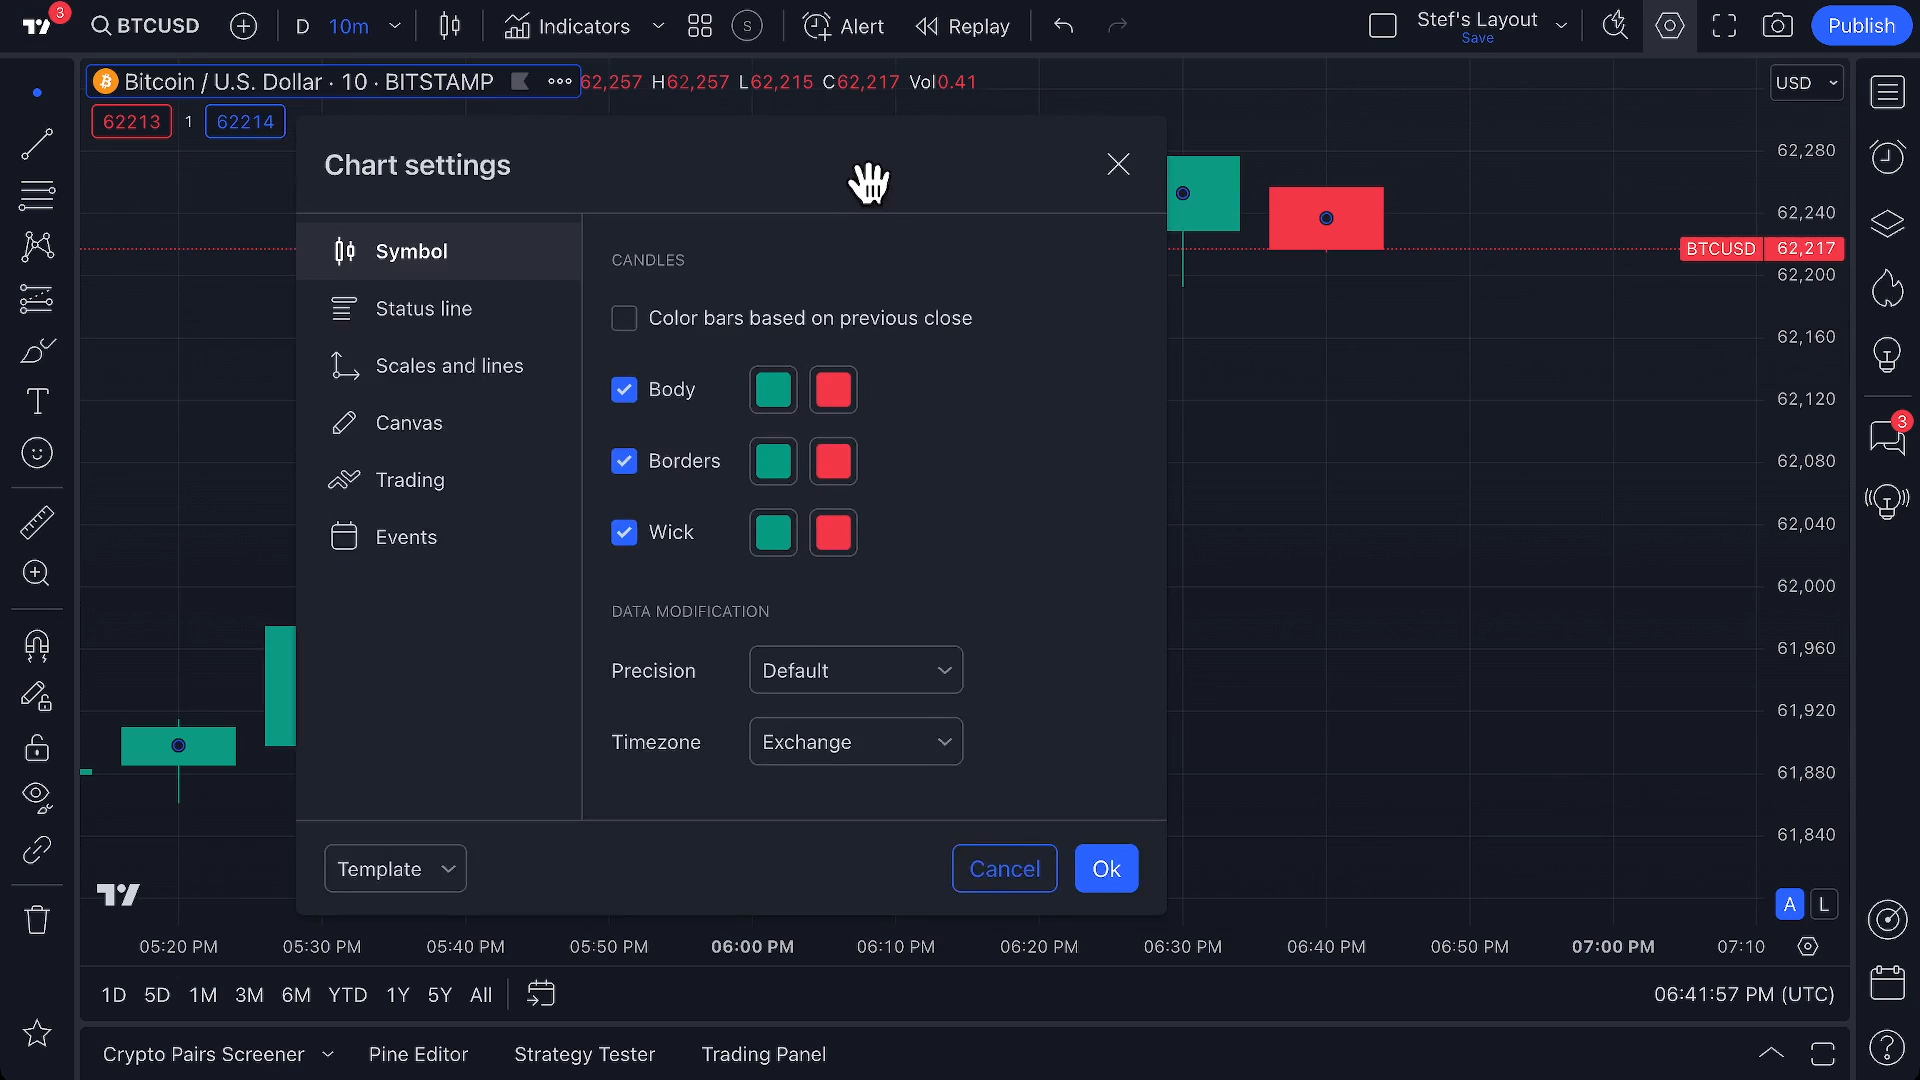 3
BTCUSD
D
10m
Indicators
S
Alert
Replay
Stef's Layout
Save
Publish
Bitcoin / U.S. Dollar · 10 · BITSTAMP
62,257 H62,257 L62,215 C62,217 Vol0.41
USD
62213
1
62214
Chart settings
Symbol
Status line
Scales and lines
Canvas
Trading
Events
CANDLES
Color bars based on previous close
Body
Borders
Wick
DATA MODIFICATION
Precision
Default
Timezone
Exchange
Template
Cancel
Ok
62,280
62,240
BTCUSD 62,217
62,200
62,160
62,120
62,080
62,040
62,000
61,960
61,920
61,880
61,840
3
A
L
05:20 PM
05:30 PM
05:40 PM
05:50 PM
06:00 PM
06:10 PM
06:20 PM
06:30 PM
06:40 PM
06:50 PM
07:00 PM
07:10
1D 5D 1M 3M 6M YTD 1Y 5Y All
06:41:57 PM (UTC)
Crypto Pairs Screener
Pine Editor
Strategy Tester
Trading Panel